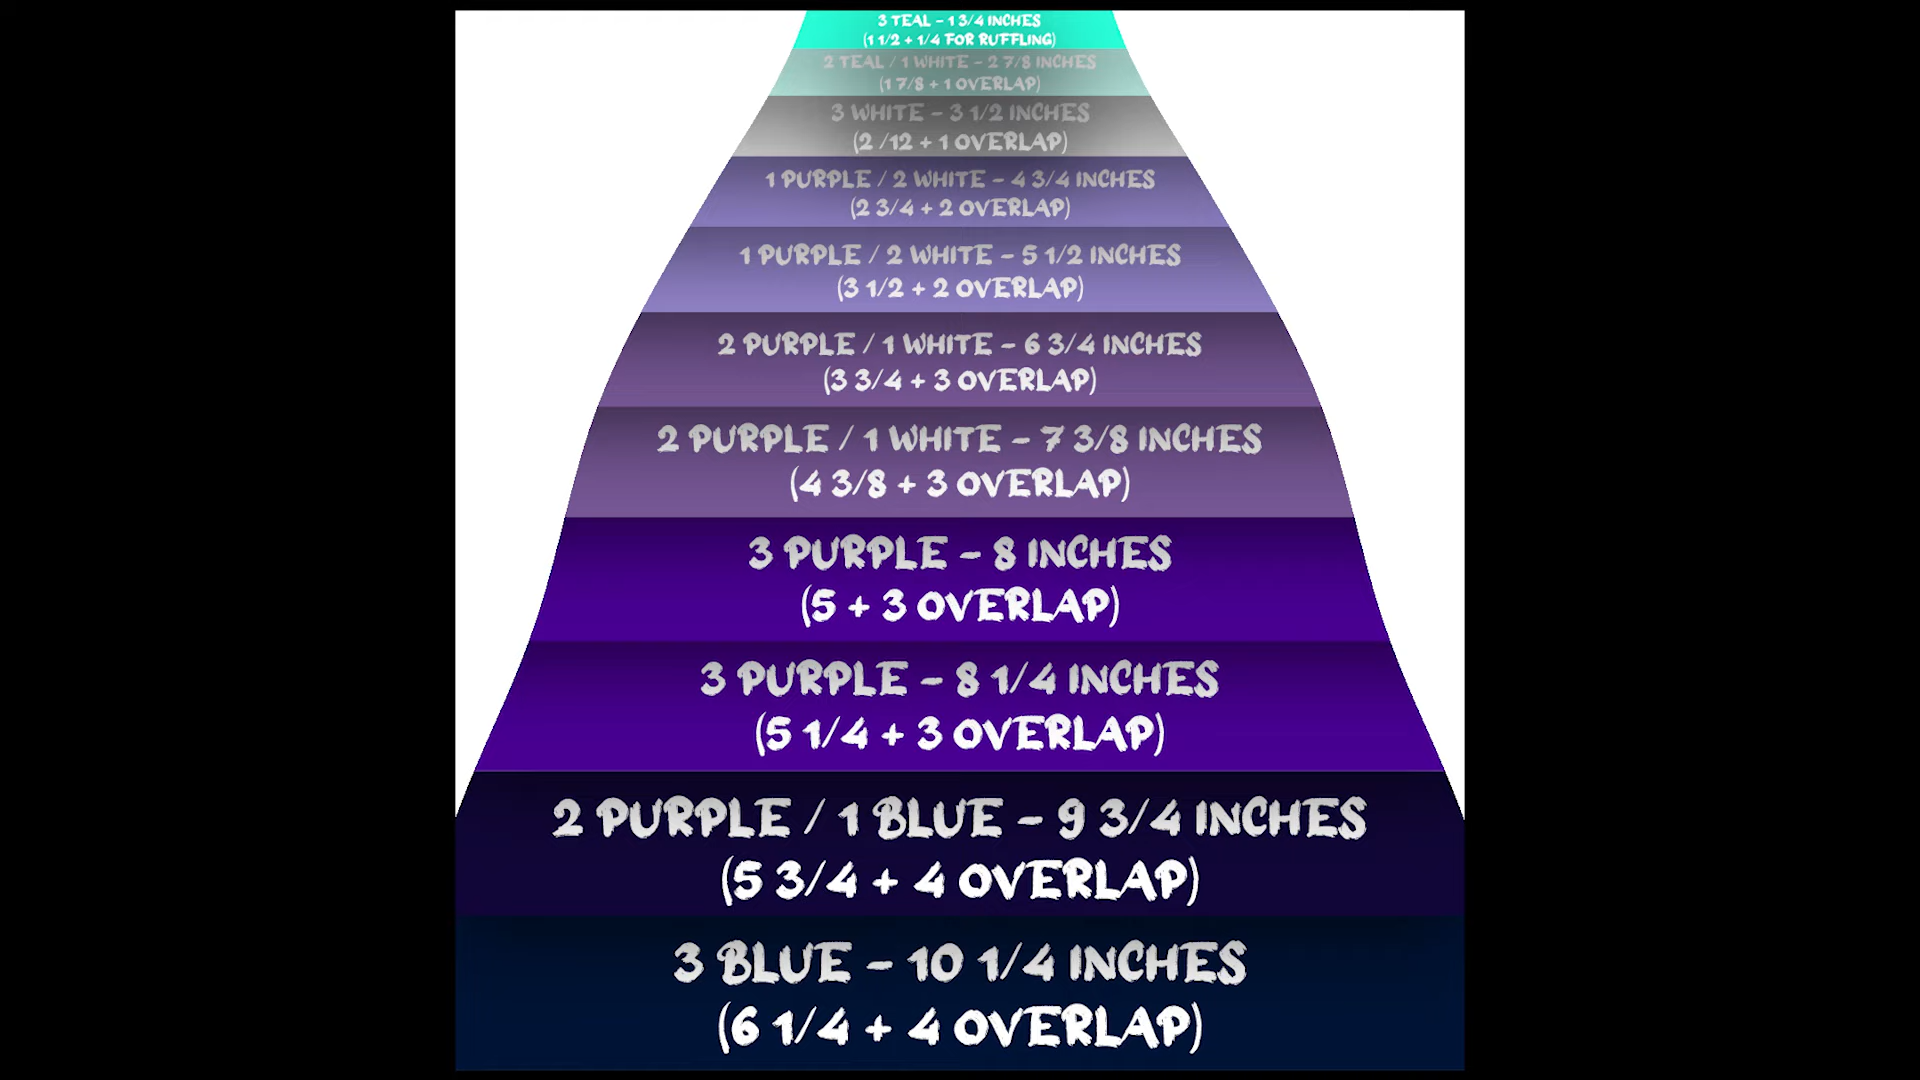 3 TEAL - 1 3/4 INCHES
(1 1/2 + 1/4 FOR RUFFLING)
2 TEAL / 1 WHITE - 2 7/8 INCHES
(1 7/8 + 1 OVERLAP)
3 WHITE - 3 1/2 INCHES
(2 /12 + 1 OVERLAP)
1 PURPLE / 2 WHITE - 4 3/4 INCHES
(2 3/4 + 2 OVERLAP)
1 PURPLE / 2 WHITE - 5 1/2 INCHES
(3 1/2 + 2 OVERLAP)
2 PURPLE / 1 WHITE - 6 3/4 INCHES
(3 3/4 + 3 OVERLAP)
2 PURPLE / 1 WHITE - 7 3/8 INCHES
(4 3/8 + 3 OVERLAP)
3 PURPLE - 8 INCHES
(5 + 3 OVERLAP)
3 PURPLE - 8 1/4 INCHES
(5 1/4 + 3 OVERLAP)
2 PURPLE / 1 BLUE - 9 3/4 INCHES
(5 3/4 + 4 OVERLAP)
3 BLUE - 10 1/4 INCHES
(6 1/4 + 4 OVERLAP)